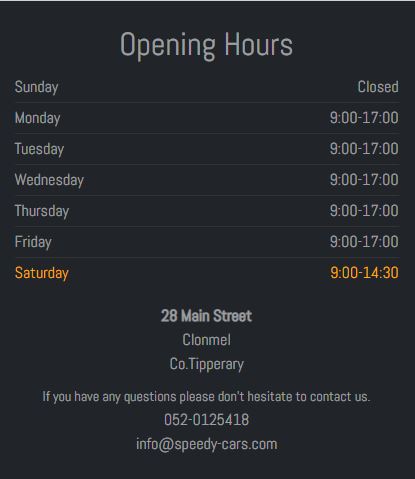 Opening Hours
Sunday Closed
Monday 9:00-17:00
Tuesday 9:00-17:00
Wednesday 9:00-17:00
Thursday 9:00-17:00
Friday 9:00-17:00
Saturday 9:00-14:30
28 Main Street
Clonmel
Co.Tipperary
If you have any questions please don't hesitate to contact us.
052-0125418
info@speedy-cars.com